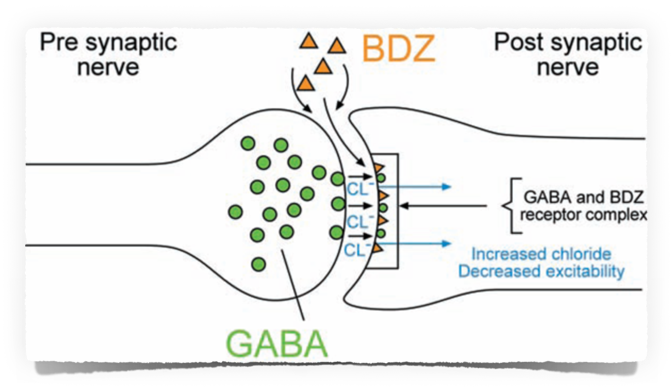 Pre synaptic
nerve
BDZ
Post synaptic
nerve
CL⁻
CL⁻
CL⁻
GABA and BDZ
receptor complex
Increased chloride
Decreased excitability
GABA